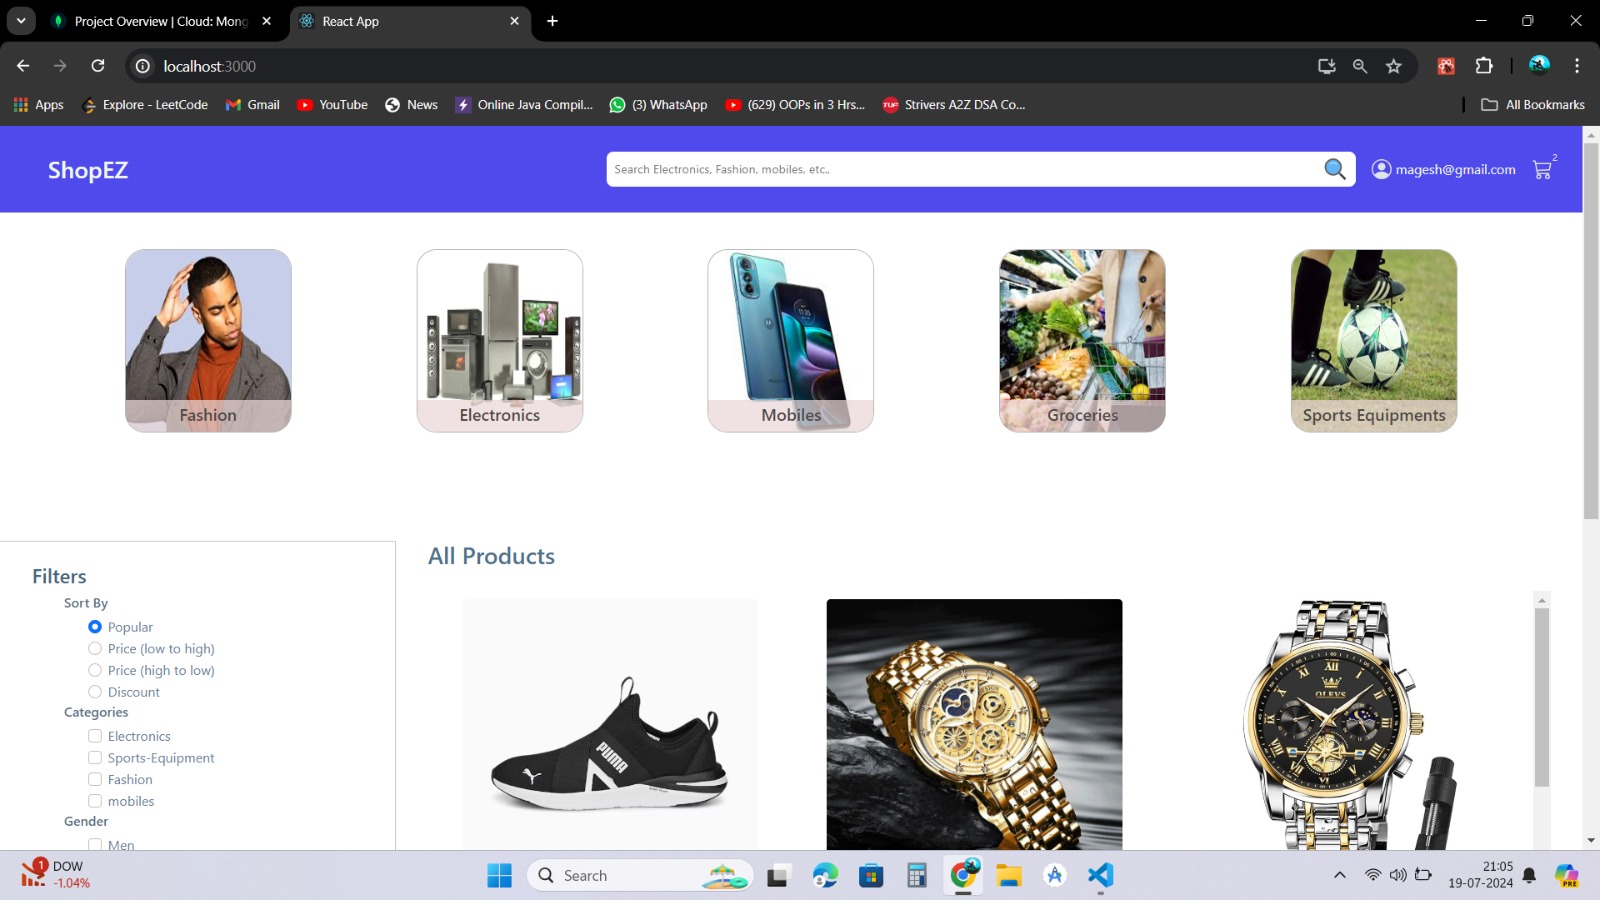 Project Overview | Cloud: Mong
React App
localhost:3000
Apps
Explore - LeetCode
Gmail
YouTube
News
Online Java Compil...
(3) WhatsApp
(629) OOPs in 3 Hrs...
TUF
Strivers A2Z DSA Co...
All Bookmarks
ShopEZ
Search Electronics, Fashion, mobiles, etc.,
magesh@gmail.com
2
Fashion
Electronics
Mobiles
Groceries
Sports Equipments
Filters
Sort By
Popular
Price (low to high)
Price (high to low)
Discount
Categories
Electronics
Sports-Equipment
Fashion
mobiles
Gender
Men
All Products
PUMA
OLEVS
1
DOW
-1.04%
Search
21:05
19-07-2024
PRE